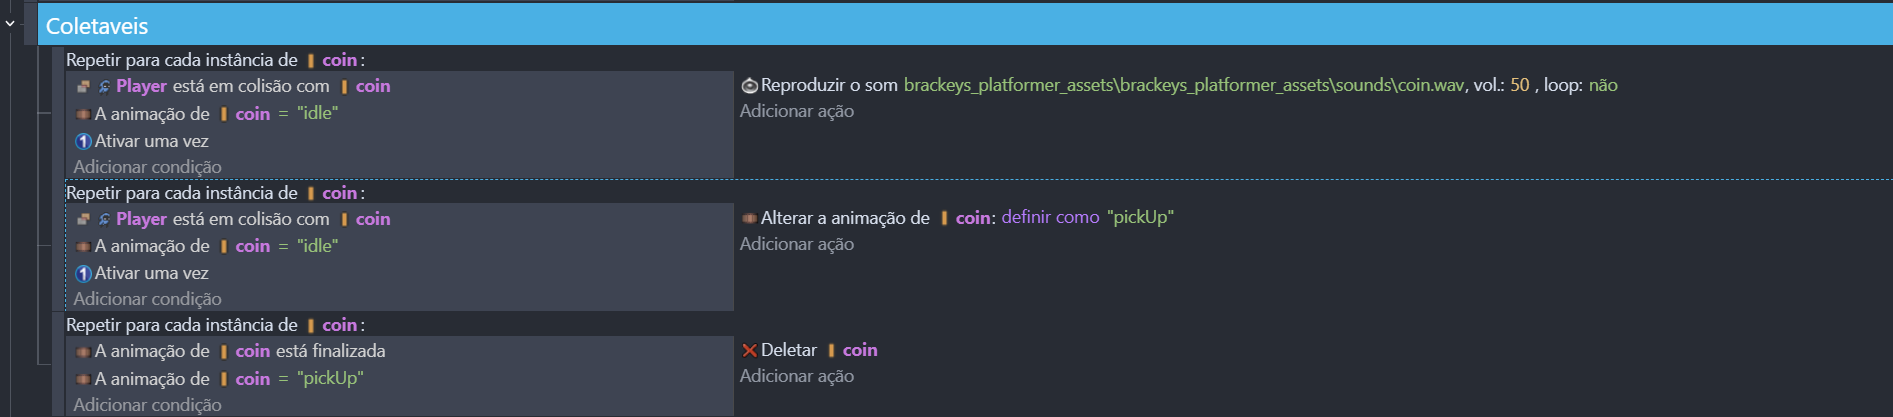 Coletaveis
Repetir para cada instância de coin:
Player está em colisão com coin
A animação de coin = "idle"
1 Ativar uma vez
Adicionar condição
Reproduzir o som brackeys_platformer_assets\brackeys_platformer_assets\sounds\coin.wav, vol.: 50 , loop: não
Adicionar ação
Repetir para cada instância de coin:
Player está em colisão com coin
A animação de coin = "idle"
1 Ativar uma vez
Adicionar condição
Alterar a animação de coin: definir como "pickUp"
Adicionar ação
Repetir para cada instância de coin:
A animação de coin está finalizada
A animação de coin = "pickUp"
Adicionar condição
Deletar coin
Adicionar ação